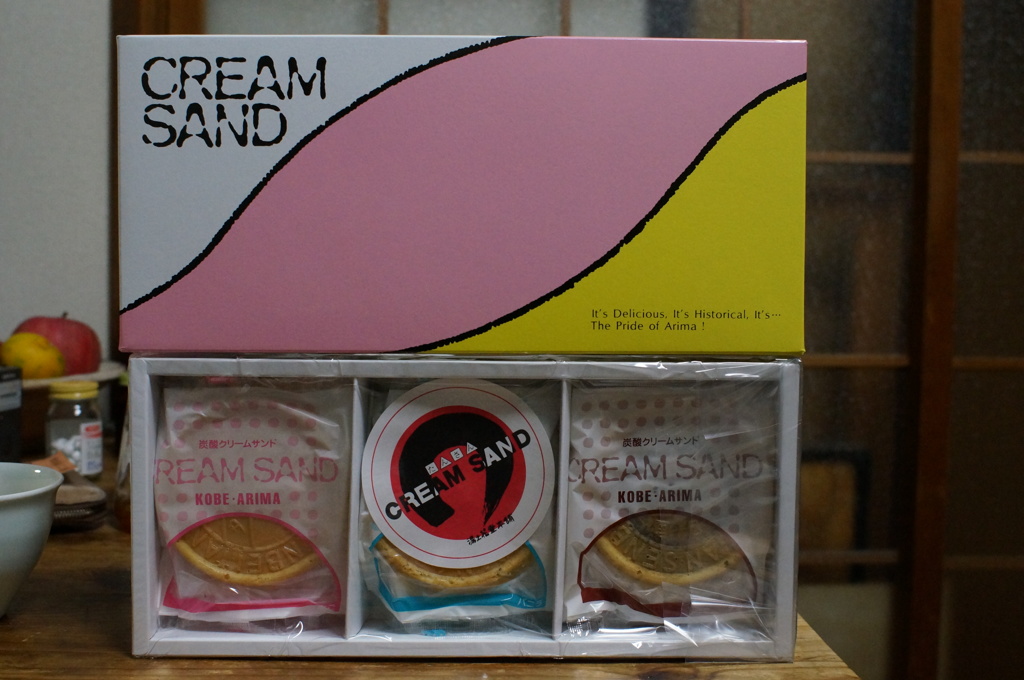 CREAM
SAND
It's Delicious. It's Historical, It's…
The Pride of Arima !
炭酸クリームサンド
CREAM SAND
KOBE・ARIMA
CREAM SAND
炭酸クリームサンド
CREAM SAND
KOBE・ARIMA